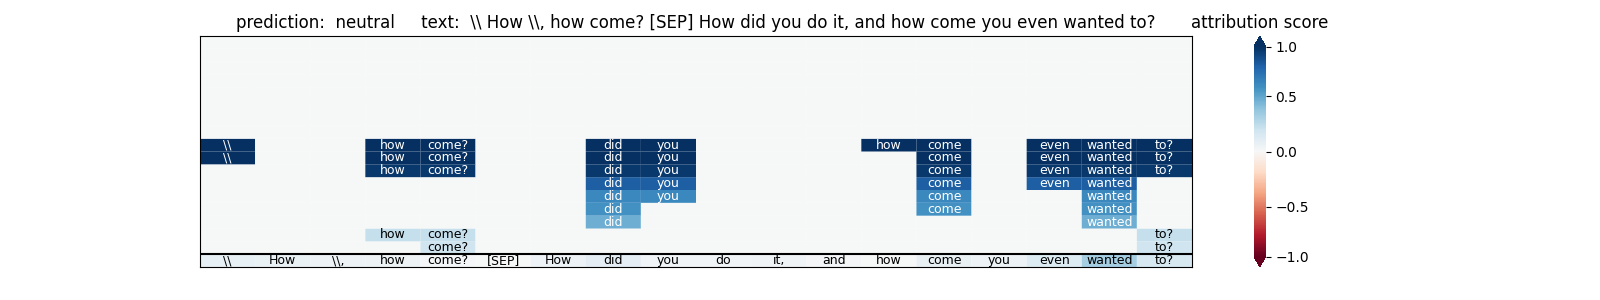 prediction:  neutral     text:  \\ How \\, how come? [SEP] How did you do it, and how come you even wanted to?       attribution score
1.0
\\ how come? did you how come even wanted to?
\\ how come? did you come even wanted to?
how come? did you come even wanted to?
did you come even wanted
did you come wanted
did come wanted
did wanted
how come? to?
come? to?
\\ How \\, how come? [SEP] How did you do it, and how come you even wanted to?
0.5
0.0
−0.5
−1.0